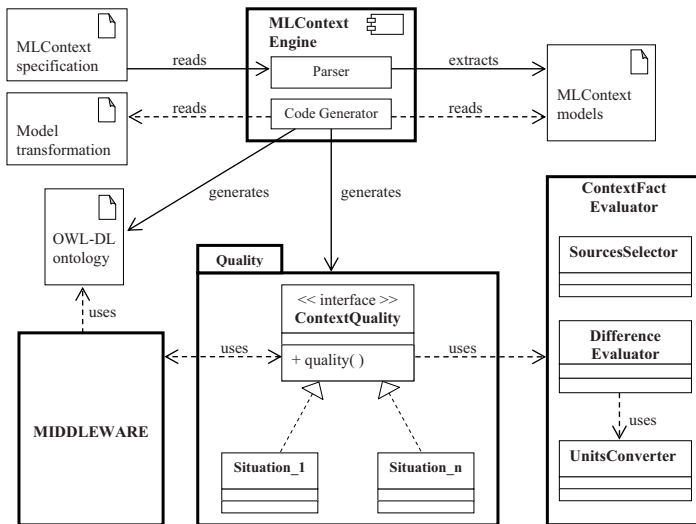 MLContext
specification
reads
MLContext
Engine
Parser
extracts
MLContext
models
Model
transformation
reads
Code Generator
reads
generates
generates
OWL-DL
ontology
uses
MIDDLEWARE
uses
Quality
<< interface >>
ContextQuality
+ quality( )
Situation_1
Situation_n
uses
ContextFact
Evaluator
SourcesSelector
Difference
Evaluator
uses
UnitsConverter